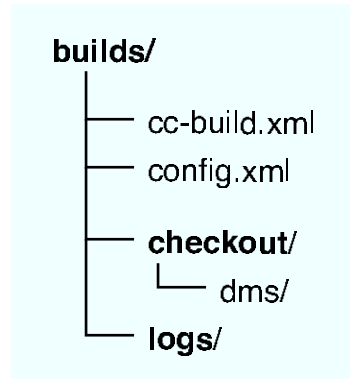 builds/
cc-build.xml
config.xml
checkout/
dms/
logs/